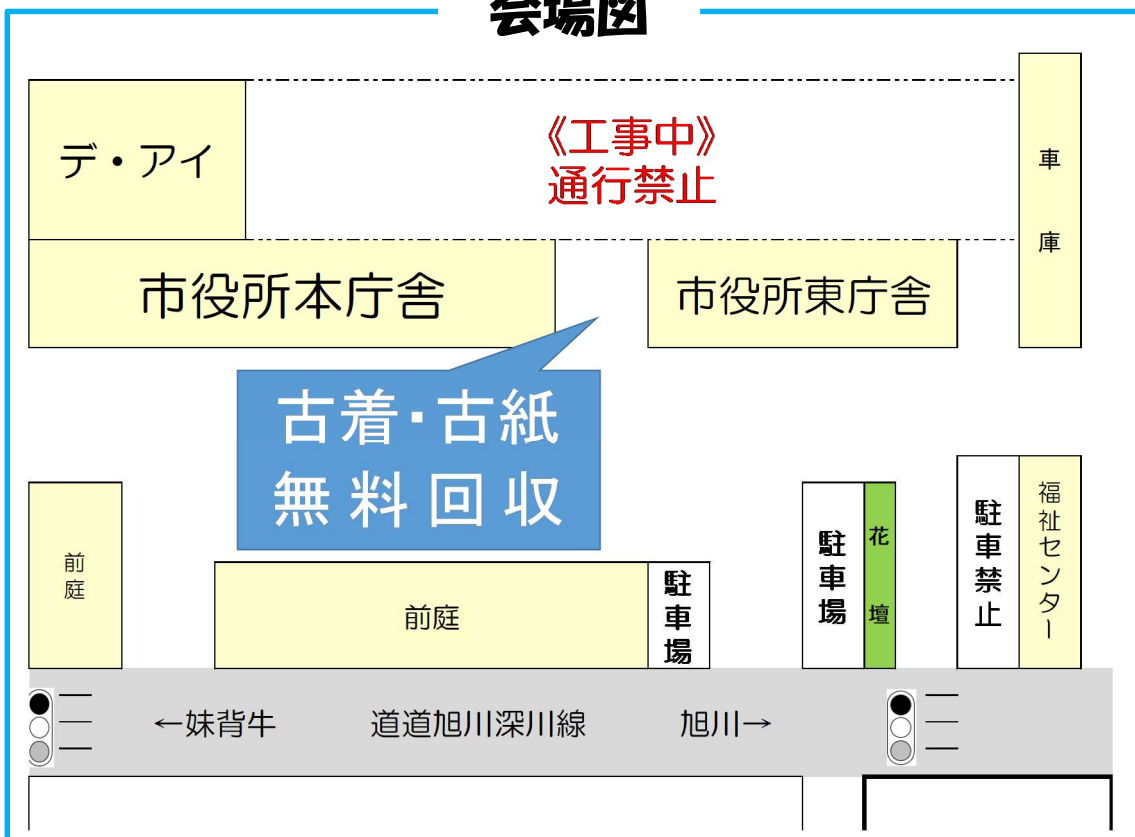 会場図
デ・アイ
《工事中》
通行禁止
車庫
市役所本庁舎
市役所東庁舎
古着・古紙
無料回収
前庭
前庭
駐車場
駐車場
花壇
駐車禁止
福祉センター
←妹背牛
道道旭川深川線
旭川→